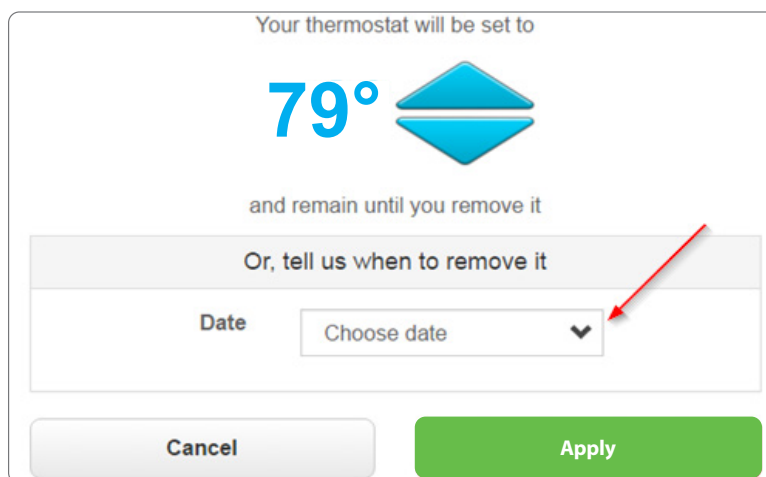 Your thermostat will be set to
79°
and remain until you remove it
Or, tell us when to remove it
Date
Choose date
Cancel
Apply